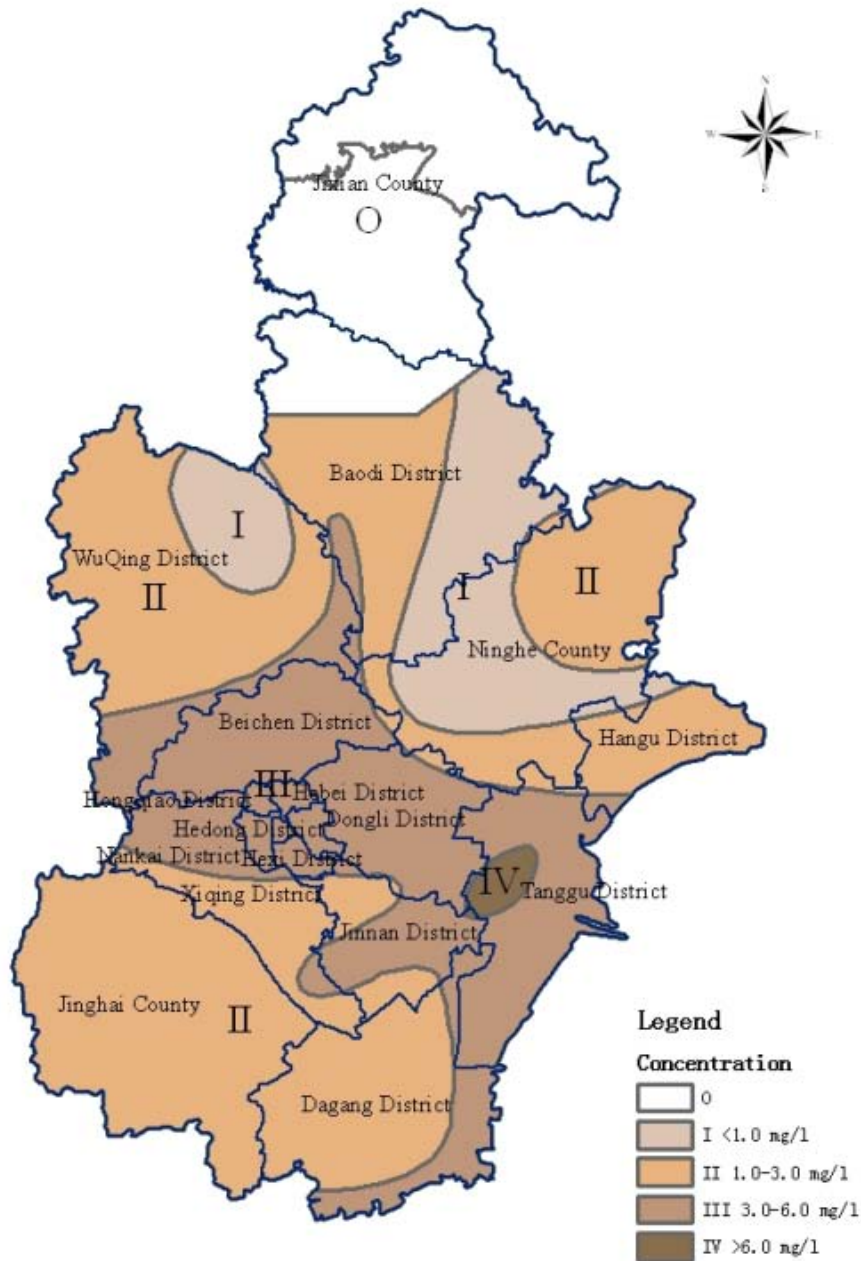 N
W E
S
Jixian County
O
Baodi District
I
WuQing District
II
I
II
Ninghe County
Beichen District
Hangu District
III
Hongqiao District
Hebei District
Hedong District
Dongli District
Nankai District
Hexi District
Xiqing District
IV
Tanggu District
Jinnan District
Jinghai County
II
Dagang District
Legend
Concentration
0
I <1.0 mg/l
II 1.0-3.0 mg/l
III 3.0-6.0 mg/l
IV >6.0 mg/l